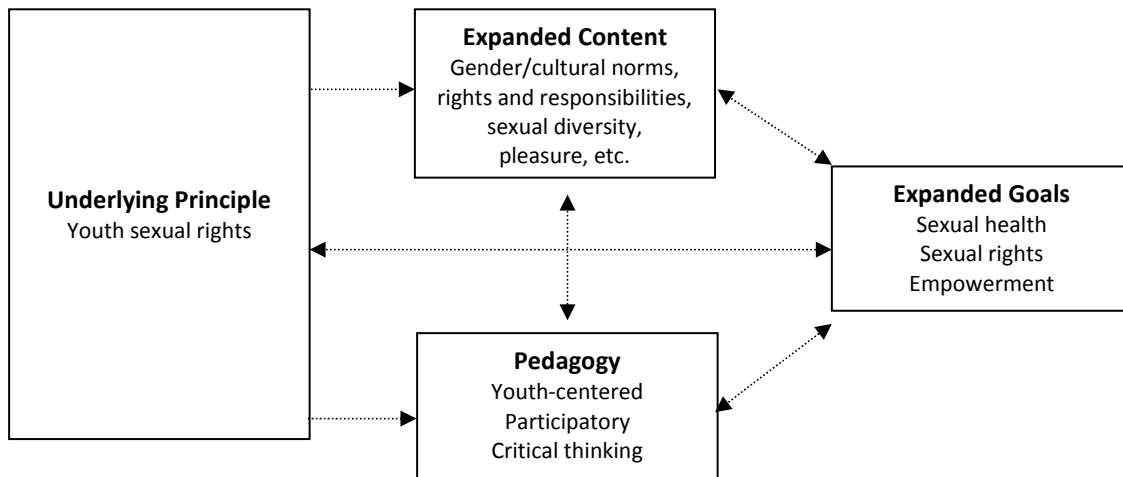 Underlying Principle
Youth sexual rights
Expanded Content
Gender/cultural norms,
rights and responsibilities,
sexual diversity,
pleasure, etc.
Pedagogy
Youth-centered
Participatory
Critical thinking
Expanded Goals
Sexual health
Sexual rights
Empowerment